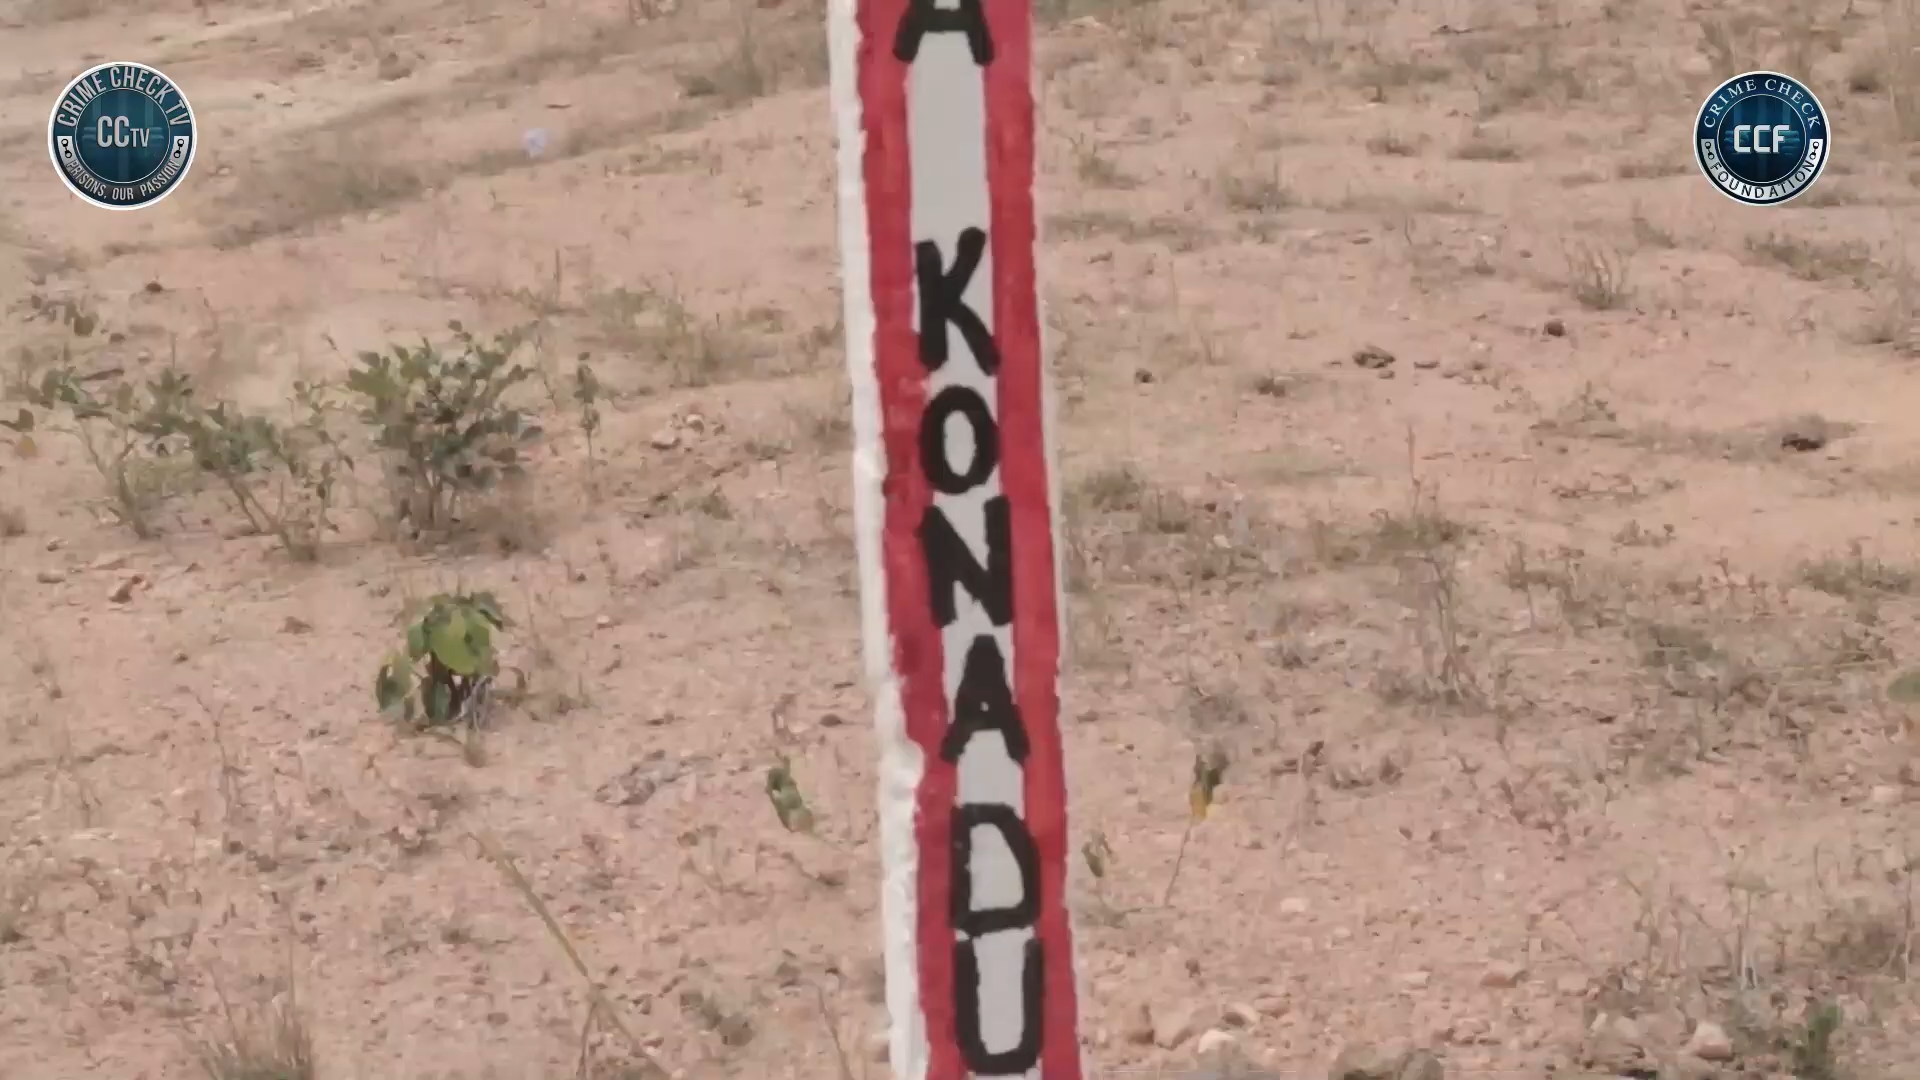 CRIME CHECK TV
CCTV
PRISONS, OUR PASSION
CRIME CHECK
CCF
FOUNDATION
A
KONADU